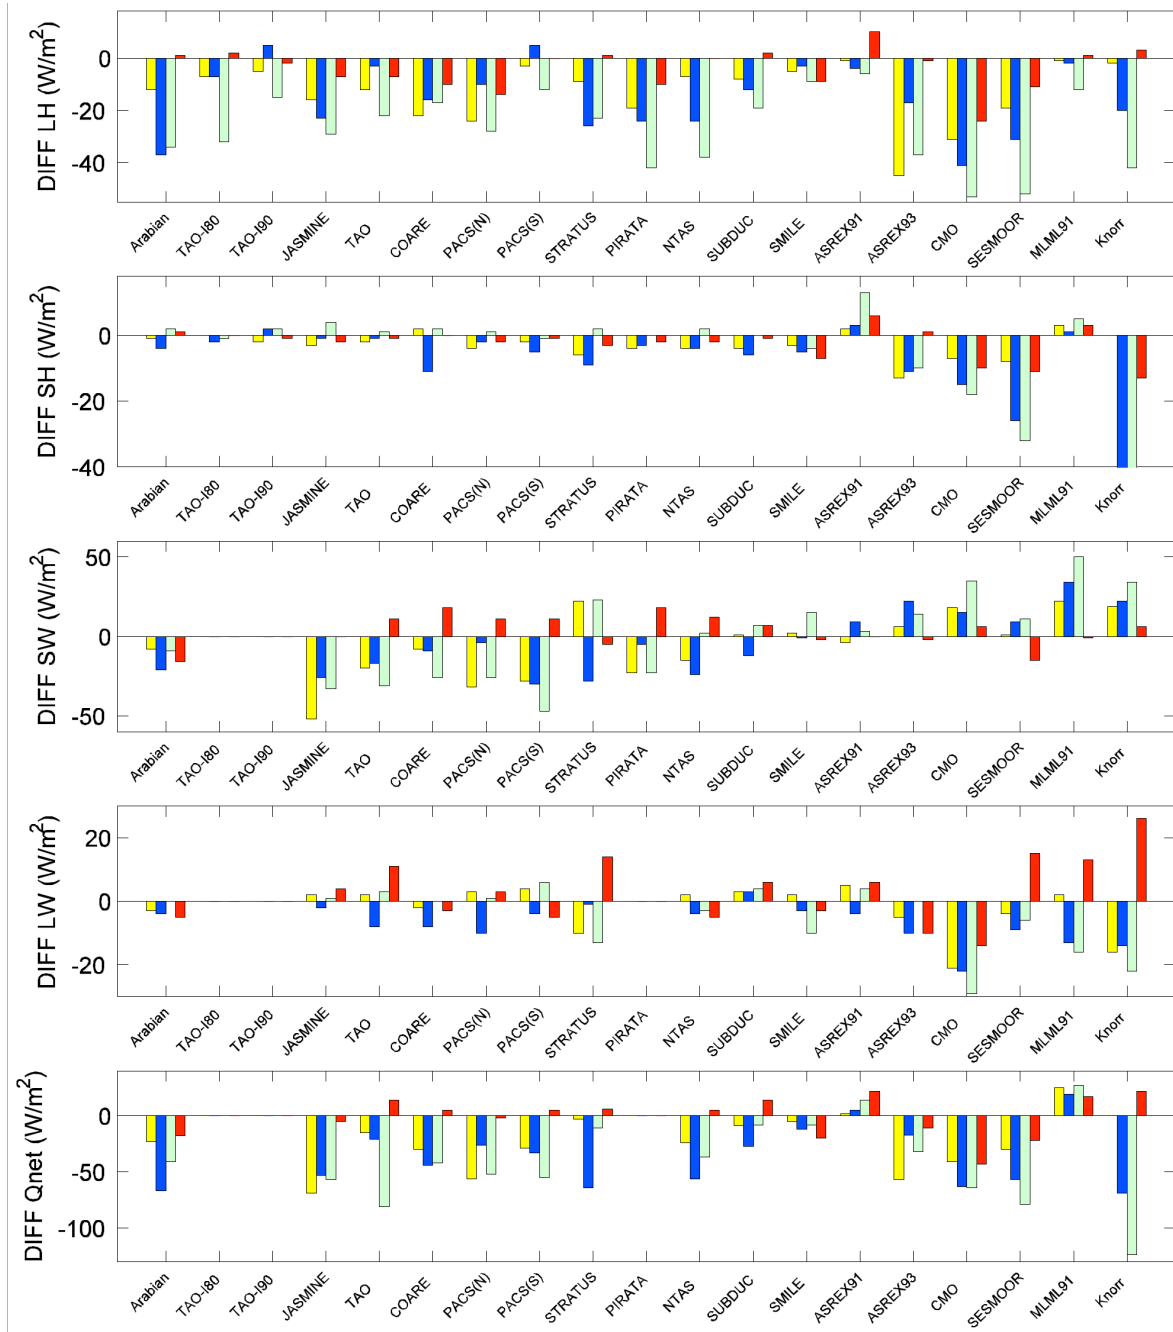 DIFF LH (W/m²)
0
-20
-40
Arabian TAO-I80 TAO-I90 JASMINE TAO COARE PACS(N) PACS(S) STRATUS PIRATA NTAS SUBDUC SMILE ASREX91 ASREX93 CMO SESMOOR MLML91 Knorr
DIFF SH (W/m²)
0
-20
-40
Arabian TAO-I80 TAO-I90 JASMINE TAO COARE PACS(N) PACS(S) STRATUS PIRATA NTAS SUBDUC SMILE ASREX91 ASREX93 CMO SESMOOR MLML91 Knorr
DIFF SW (W/m²)
50
0
-50
Arabian TAO-I80 TAO-I90 JASMINE TAO COARE PACS(N) PACS(S) STRATUS PIRATA NTAS SUBDUC SMILE ASREX91 ASREX93 CMO SESMOOR MLML91 Knorr
DIFF LW (W/m²)
20
0
-20
Arabian TAO-I80 TAO-I90 JASMINE TAO COARE PACS(N) PACS(S) STRATUS PIRATA NTAS SUBDUC SMILE ASREX91 ASREX93 CMO SESMOOR MLML91 Knorr
DIFF Qnet (W/m²)
0
-50
-100
Arabian TAO-I80 TAO-I90 JASMINE TAO COARE PACS(N) PACS(S) STRATUS PIRATA NTAS SUBDUC SMILE ASREX91 ASREX93 CMO SESMOOR MLML91 Knorr